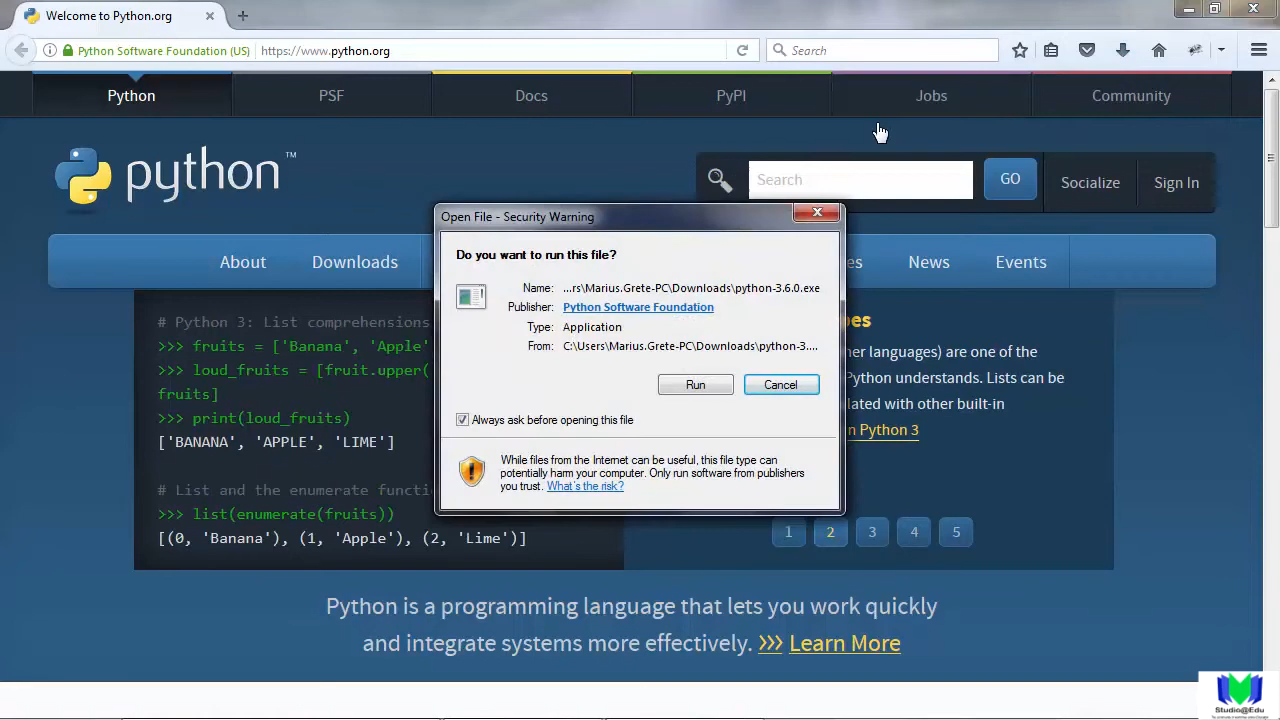 Welcome to Python.org
Python Software Foundation (US)
https://www.python.org
Search
Python
PSF
Docs
PyPI
Jobs
Community
python™
Search
GO
Socialize
Sign In
About
Downloads
es
News
Events
Open File - Security Warning
Do you want to run this file?
Name: ...rs\Marius.Grete-PC\Downloads\python-3.6.0.exe
Publisher: Python Software Foundation
Type: Application
From: C:\Users\Marius.Grete-PC\Downloads\python-3....
Run
Cancel
Always ask before opening this file
While files from the Internet can be useful, this file type can
potentially harm your computer. Only run software from publishers
you trust. What's the risk?
# Python 3: List comprehensions
>>> fruits = ['Banana', 'Apple'
>>> loud_fruits = [fruit.upper(
fruits]
>>> print(loud_fruits)
['BANANA', 'APPLE', 'LIME']
# List and the enumerate functi
>>> list(enumerate(fruits))
[(0, 'Banana'), (1, 'Apple'), (2, 'Lime')]
pes
her languages) are one of the
Python understands. Lists can be
lated with other built-in
n Python 3
1
2
3
4
5
Python is a programming language that lets you work quickly
and integrate systems more effectively. >>> Learn More
Studio@Edu